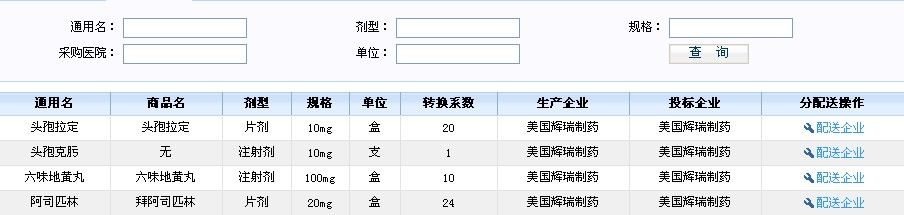 通用名： 剂型： 规格：
采购医院： 单位： 查 询
通用名 商品名 剂型 规格 单位 转换系数 生产企业 投标企业 分配送操作
头孢拉定 头孢拉定 片剂 10mg 盒 20 美国辉瑞制药 美国辉瑞制药 配送企业
头孢克肟 无 注射剂 10mg 支 1 美国辉瑞制药 美国辉瑞制药 配送企业
六味地黄丸 六味地黄丸 注射剂 100mg 盒 10 美国辉瑞制药 美国辉瑞制药 配送企业
阿司匹林 拜阿司匹林 片剂 20mg 盒 24 美国辉瑞制药 美国辉瑞制药 配送企业